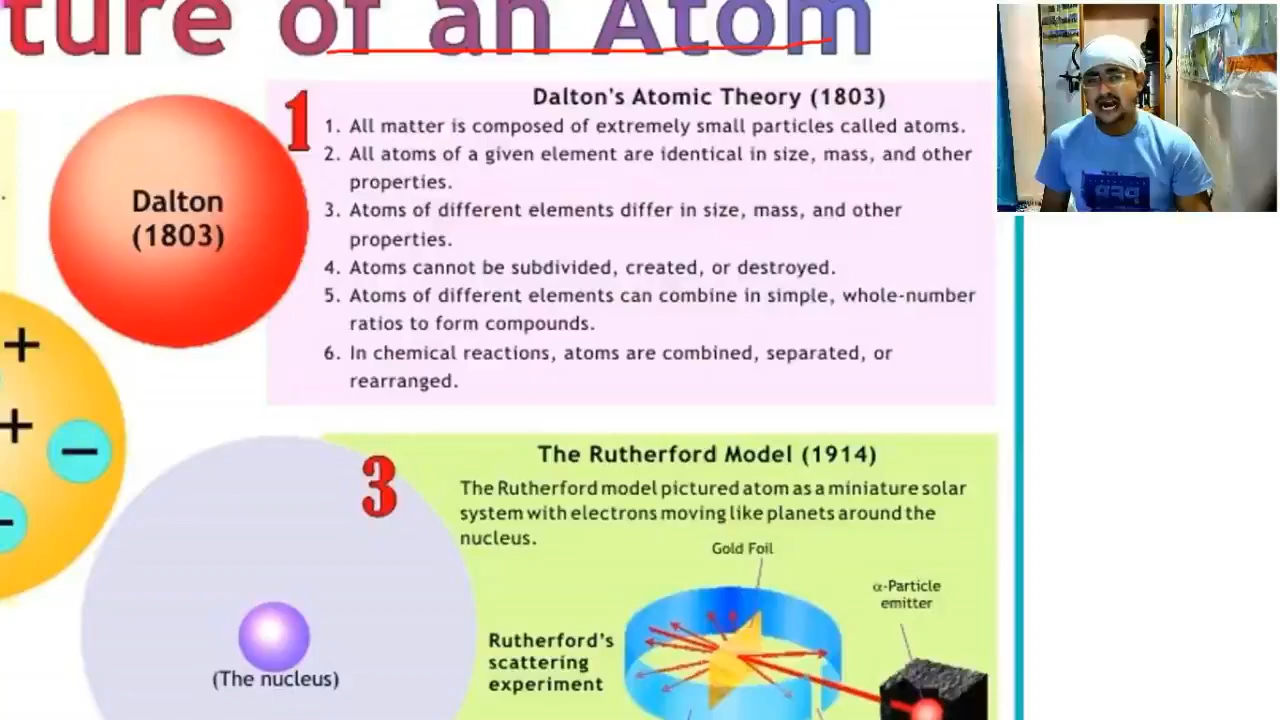 ture of an Atom
Dalton
(1803)
1
Dalton's Atomic Theory (1803)
1. All matter is composed of extremely small particles called atoms.
2. All atoms of a given element are identical in size, mass, and other
properties.
3. Atoms of different elements differ in size, mass, and other
properties.
4. Atoms cannot be subdivided, created, or destroyed.
5. Atoms of different elements can combine in simple, whole-number
ratios to form compounds.
6. In chemical reactions, atoms are combined, separated, or
rearranged.
+
+
−
−
3
The Rutherford Model (1914)
The Rutherford model pictured atom as a miniature solar
system with electrons moving like planets around the
nucleus.
Gold Foil
α-Particle
emitter
Rutherford's
scattering
experiment
(The nucleus)